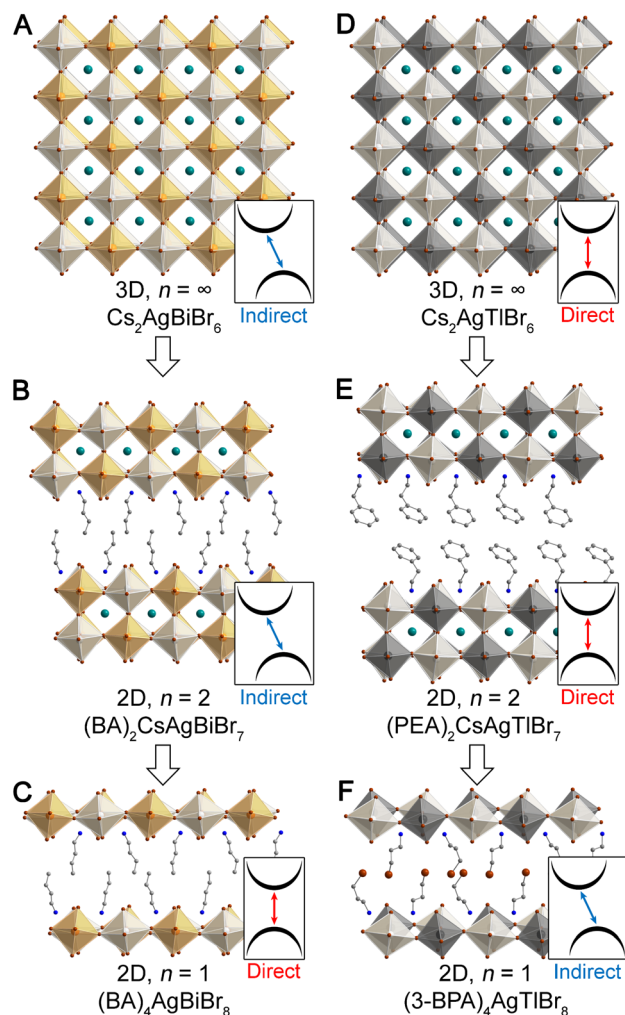 A
3D, n = ∞
Cs₂AgBiBr₆
Indirect
B
2D, n = 2
(BA)₂CsAgBiBr₇
Indirect
C
2D, n = 1
(BA)₄AgBiBr₈
Direct
D
3D, n = ∞
Cs₂AgTlBr₆
Direct
E
2D, n = 2
(PEA)₂CsAgTlBr₇
Direct
F
2D, n = 1
(3-BPA)₄AgTlBr₈
Indirect